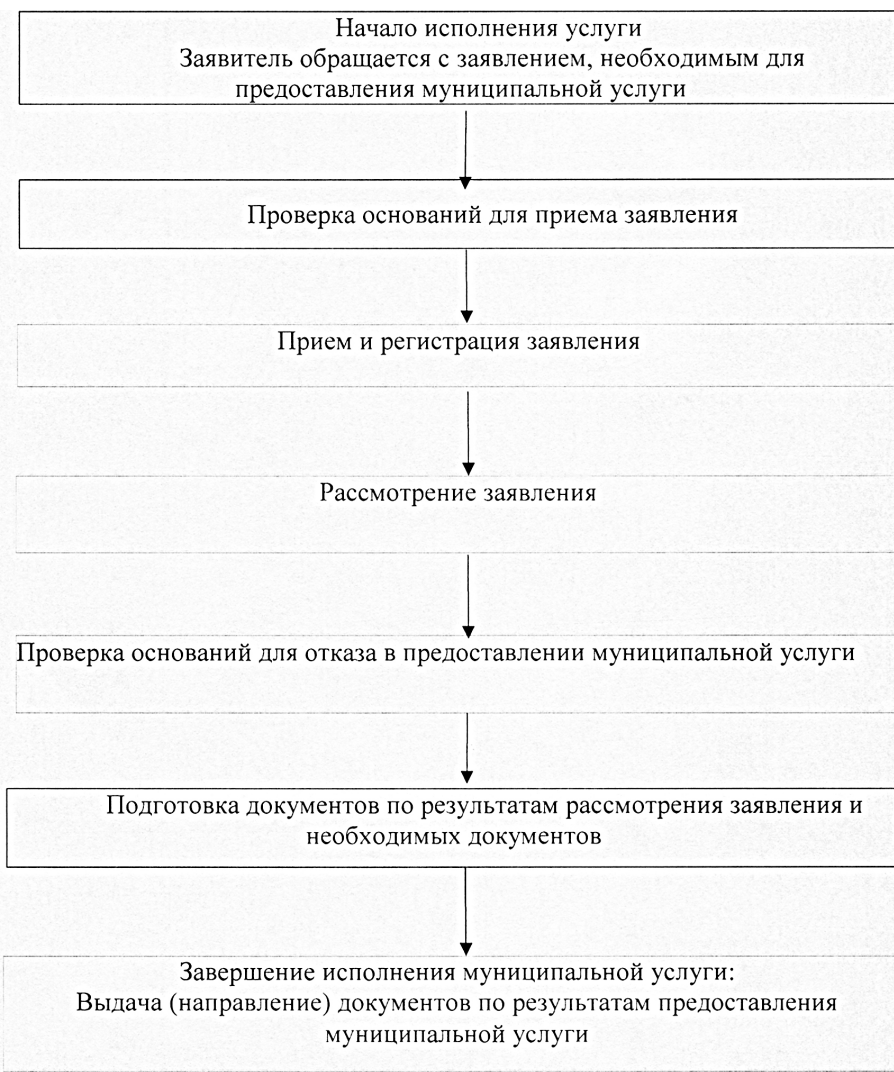 Начало исполнения услуги
Заявитель обращается с заявлением, необходимым для
предоставления муниципальной услуги
Проверка оснований для приема заявления
Прием и регистрация заявления
Рассмотрение заявления
Проверка оснований для отказа в предоставлении муниципальной услуги
Подготовка документов по результатам рассмотрения заявления и
необходимых документов
Завершение исполнения муниципальной услуги:
Выдача (направление) документов по результатам предоставления
муниципальной услуги